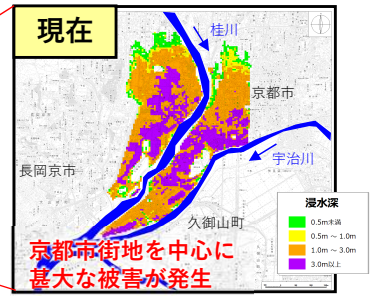 現在
桂川
京都市
宇治川
長岡京市
久御山町
京都市街地を中心に
甚大な被害が発生
浸水深
0.5m未満
0.5m ～ 1.0m
1.0m ～ 3.0m
3.0m以上